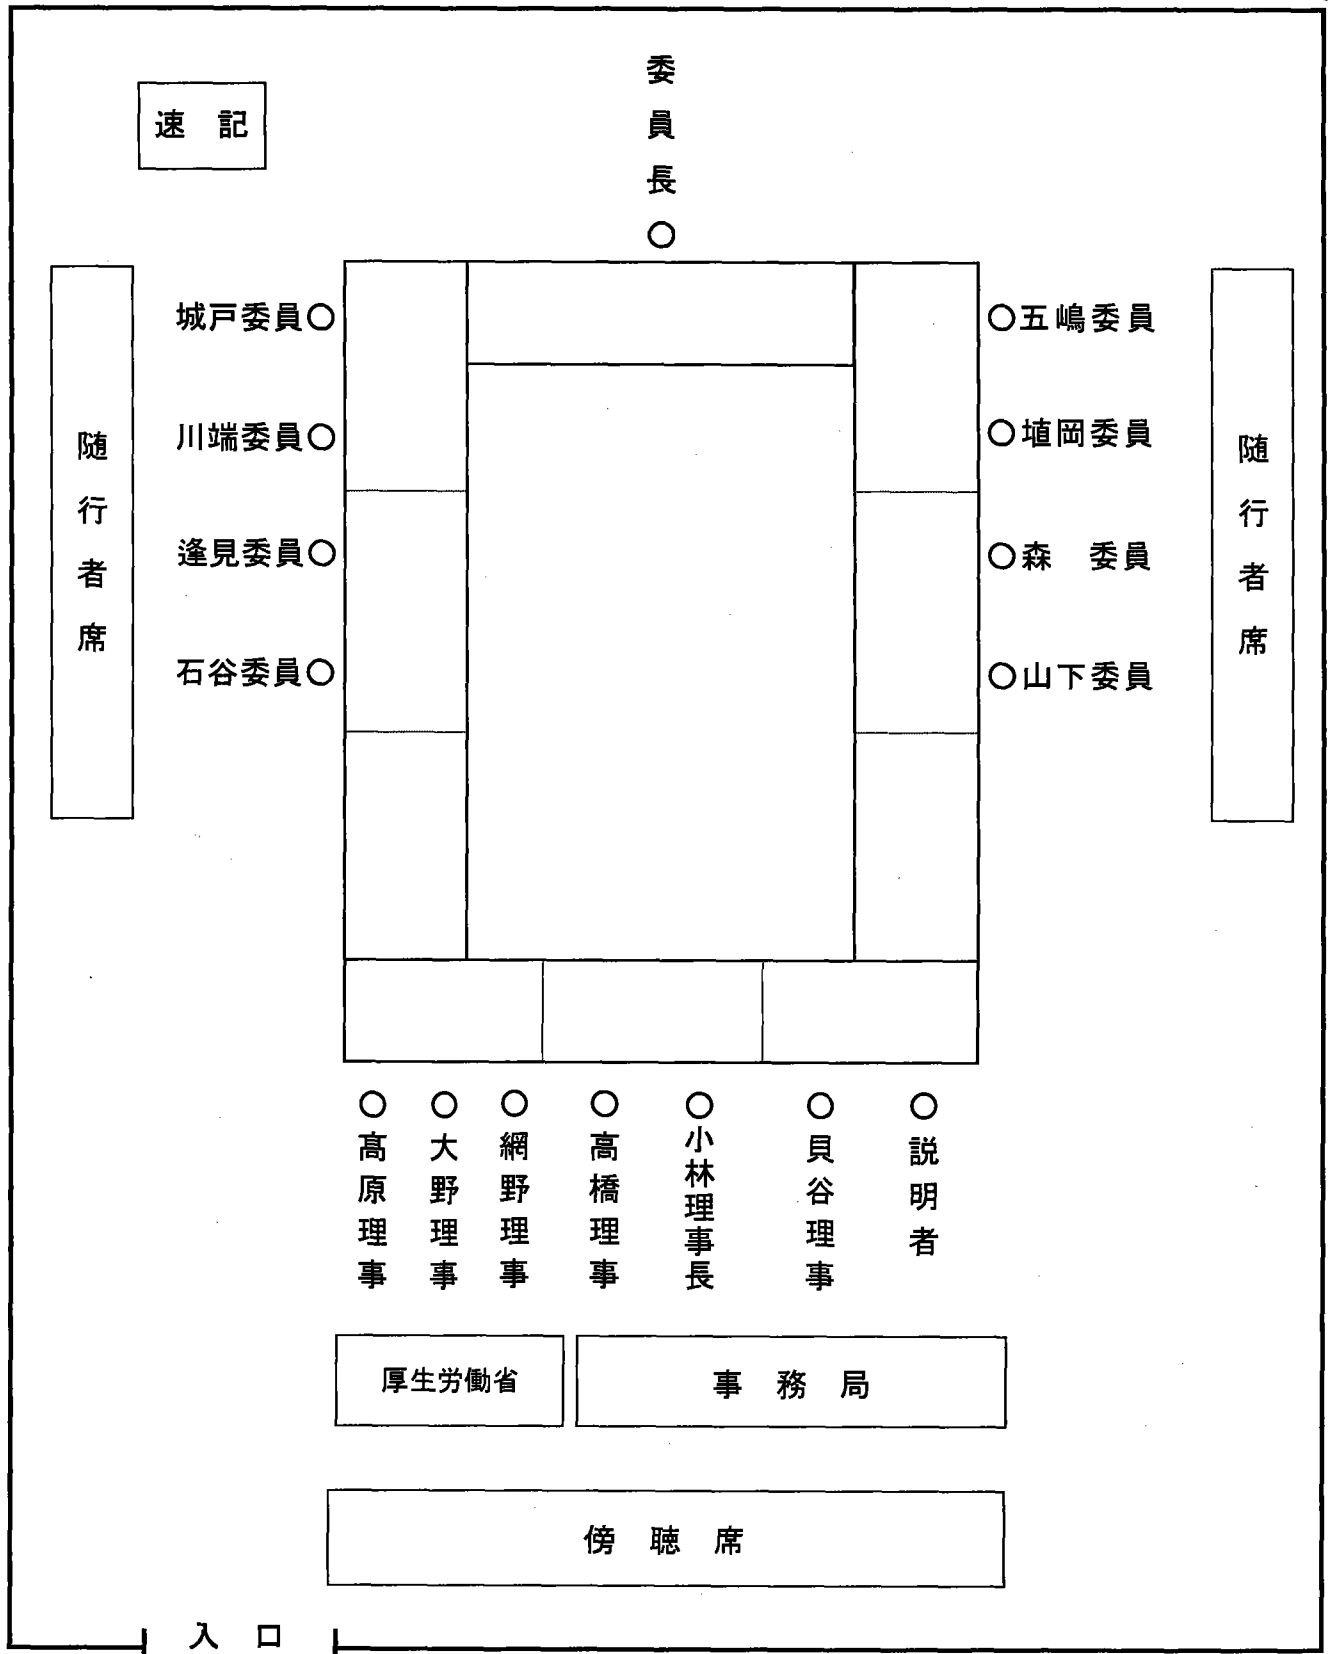 委員長
速記
城戸委員
五嶋委員
川端委員
埴岡委員
逢見委員
森 委員
石谷委員
山下委員
随行者席
随行者席
髙原理事
大野理事
網野理事
高橋理事
小林理事長
貝谷理事
説明者
厚生労働省
事務局
傍聴席
入口